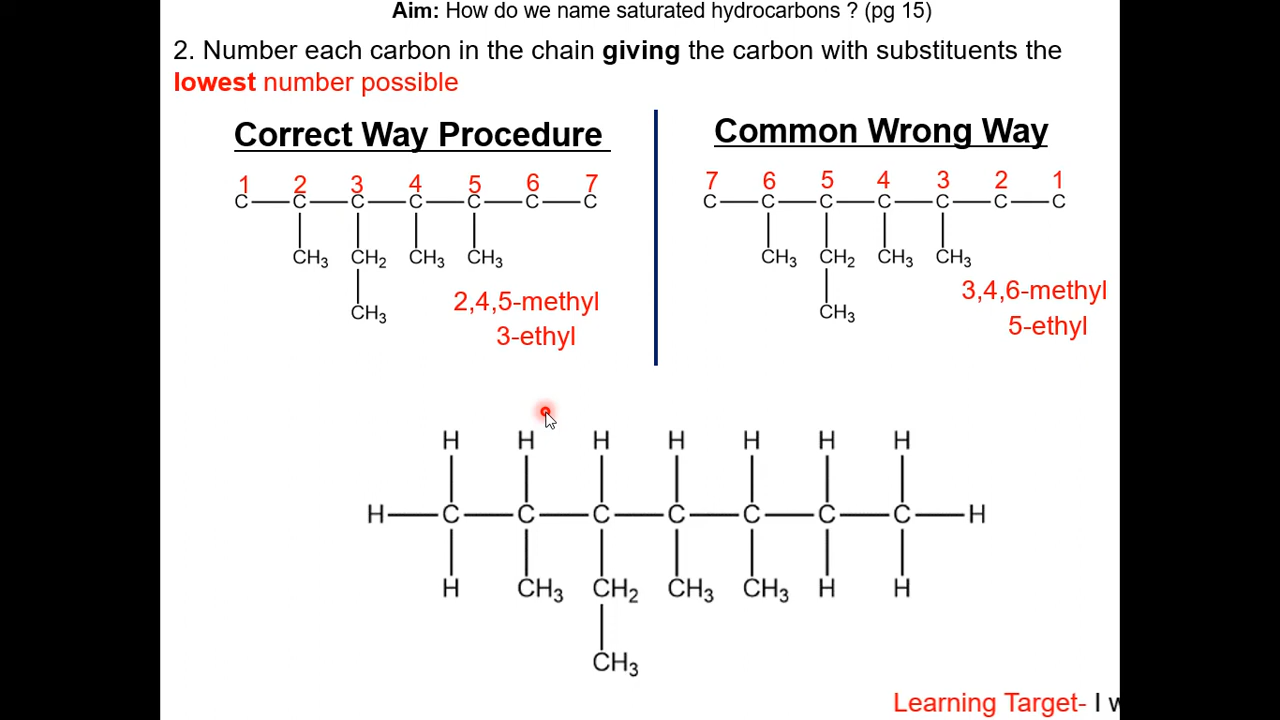 Aim: How do we name saturated hydrocarbons ? (pg 15)
2. Number each carbon in the chain giving the carbon with substituents the
lowest number possible
Correct Way Procedure
1 2 3 4 5 6 7
C C C C C C C
CH3 CH2 CH3 CH3
CH3
2,4,5-methyl
3-ethyl
Common Wrong Way
7 6 5 4 3 2 1
C C C C C C C
CH3 CH2 CH3 CH3
CH3
3,4,6-methyl
5-ethyl
H H H H H H H
H C C C C C C C H
H CH3 CH2 CH3 CH3 H H
CH3
Learning Target- I